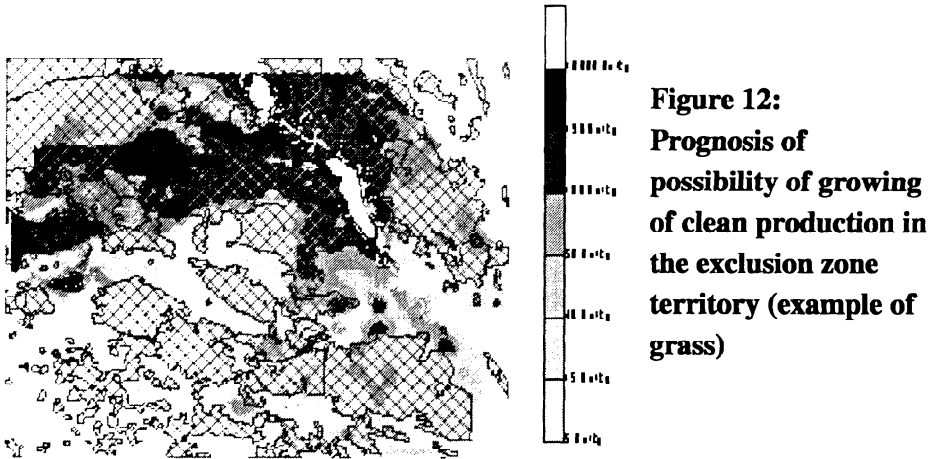 Figure 12:
Prognosis of
possibility of growing
of clean production in
the exclusion zone
territory (example of
grass)